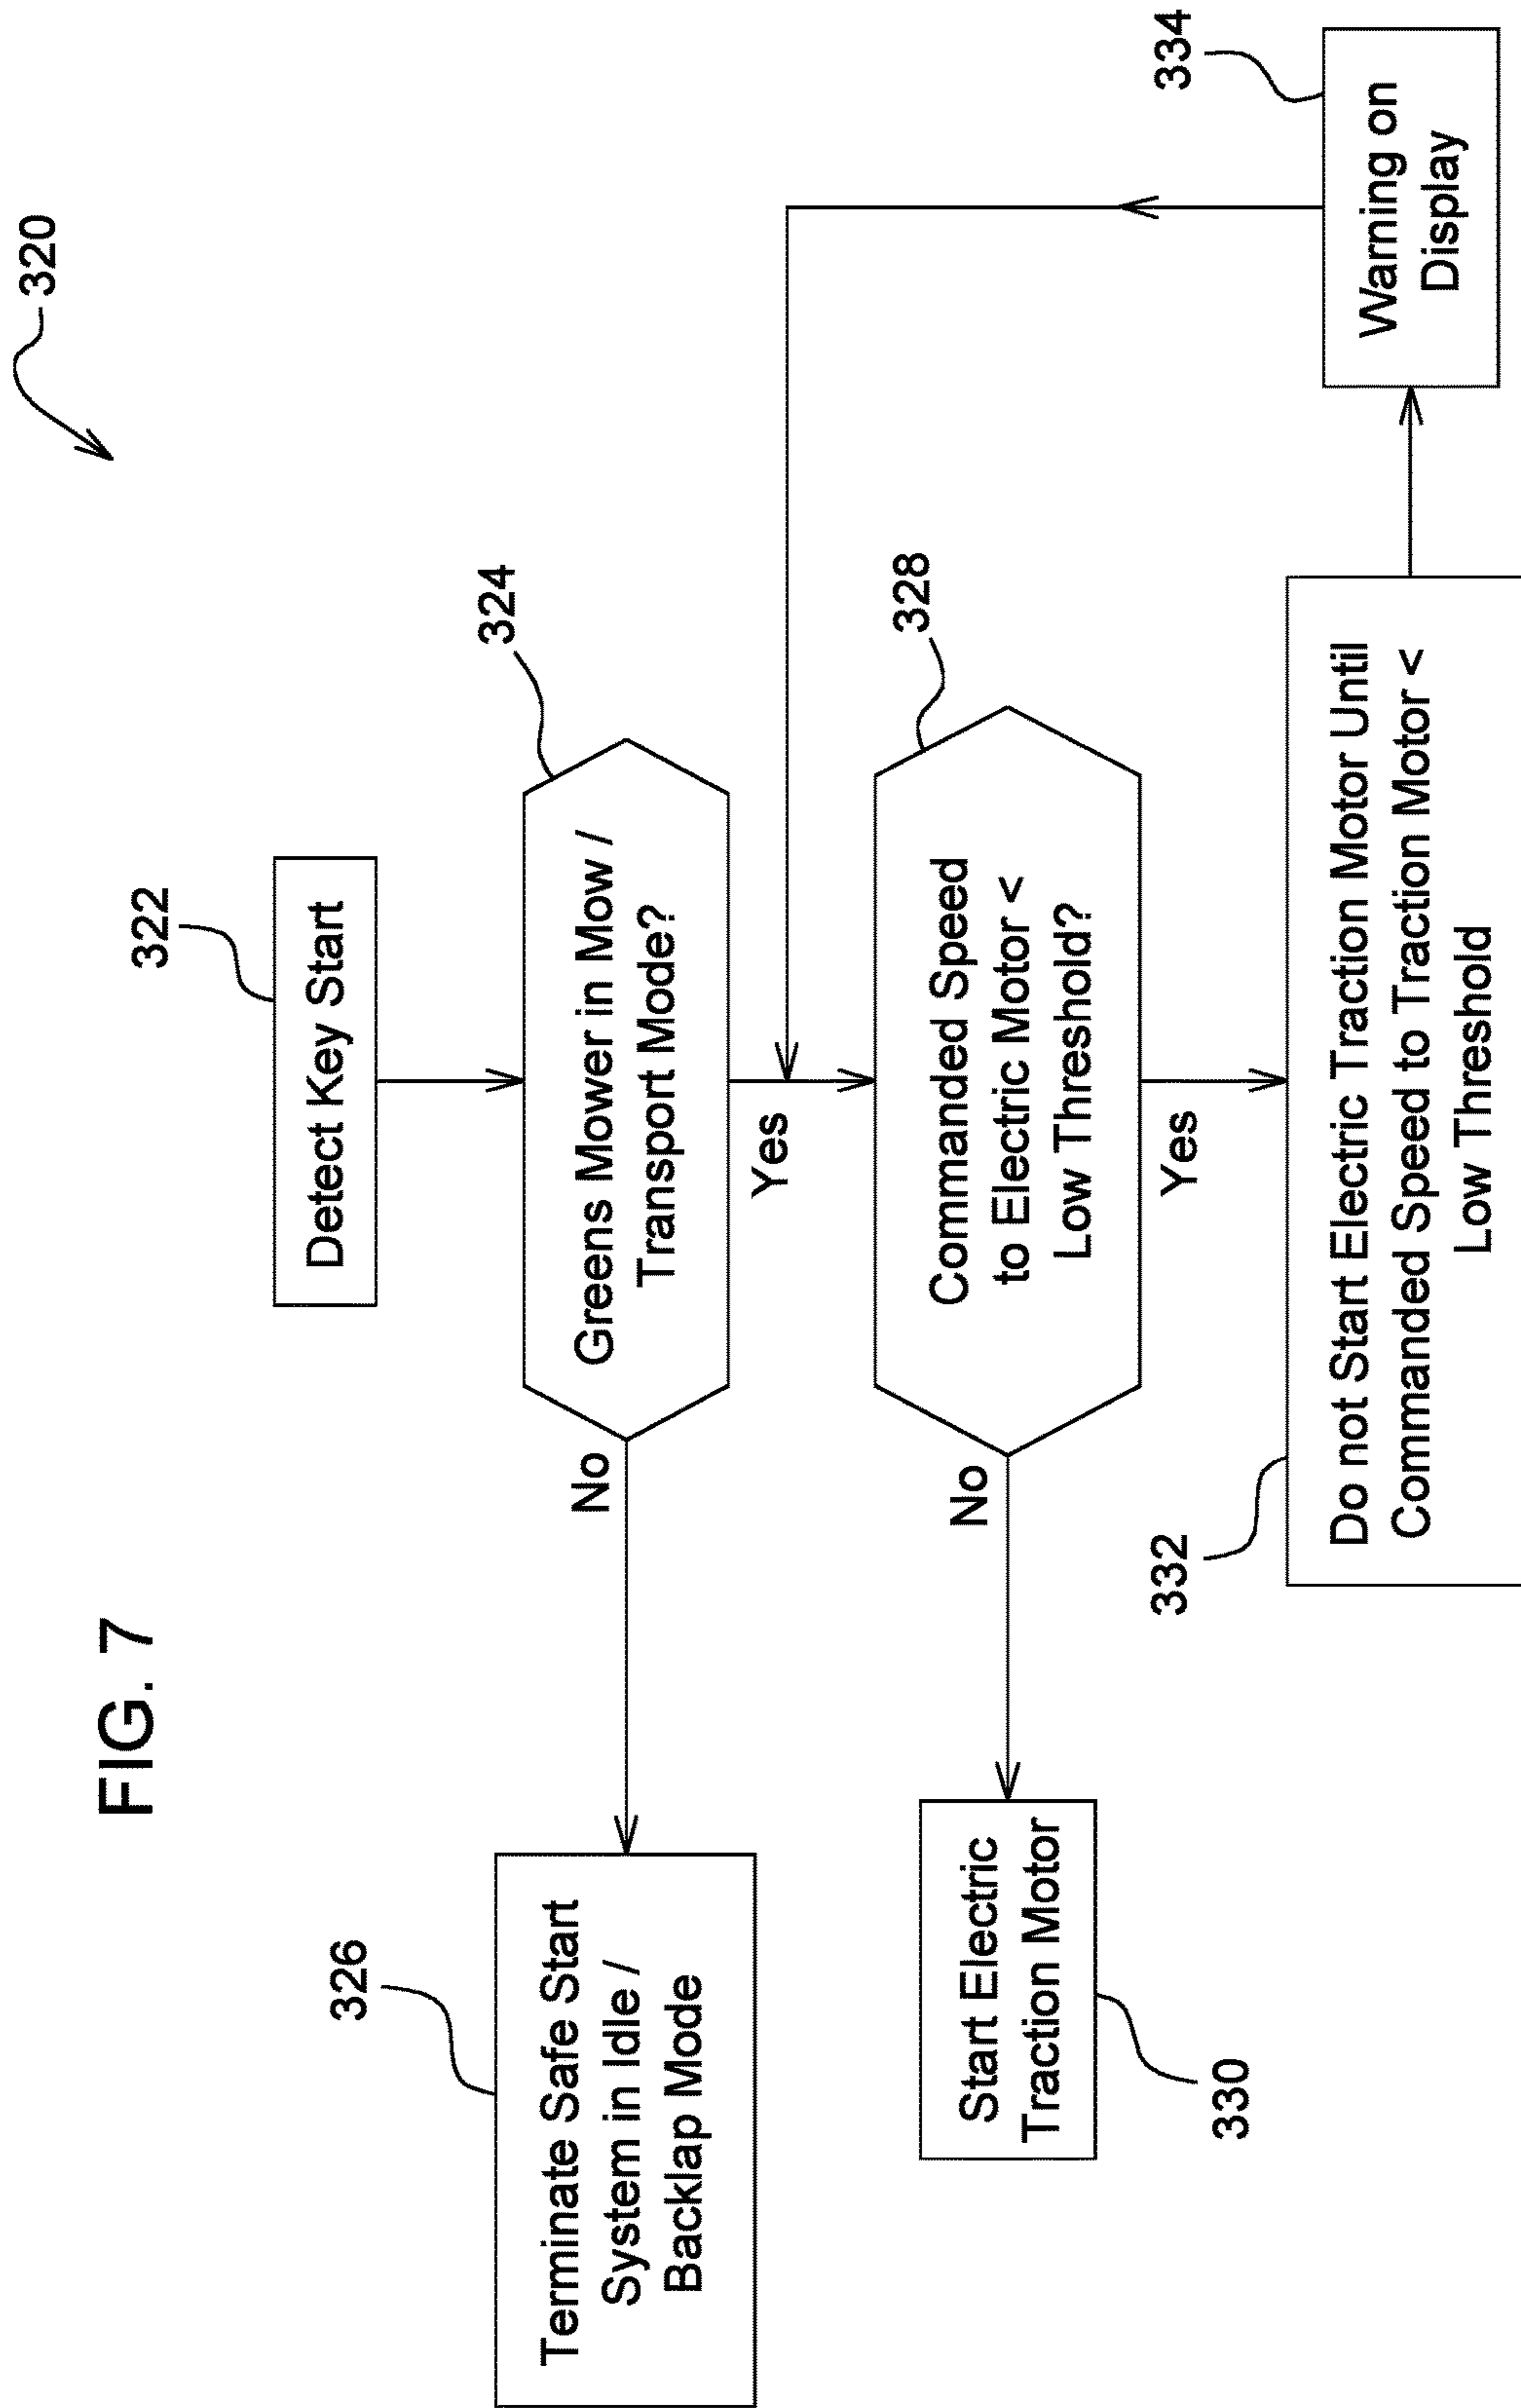 FIG. 7
320
322
Detect Key Start
324
Greens Mower in Mow /
Transport Mode?
No
Yes
326
Terminate Safe Start
System in Idle /
Backlap Mode
328
Commanded Speed
to Electric Motor <
Low Threshold?
No
Yes
Start Electric
Traction Motor
330
332
Do not Start Electric Traction Motor Until
Commanded Speed to Traction Motor <
Low Threshold
334
Warning on
Display